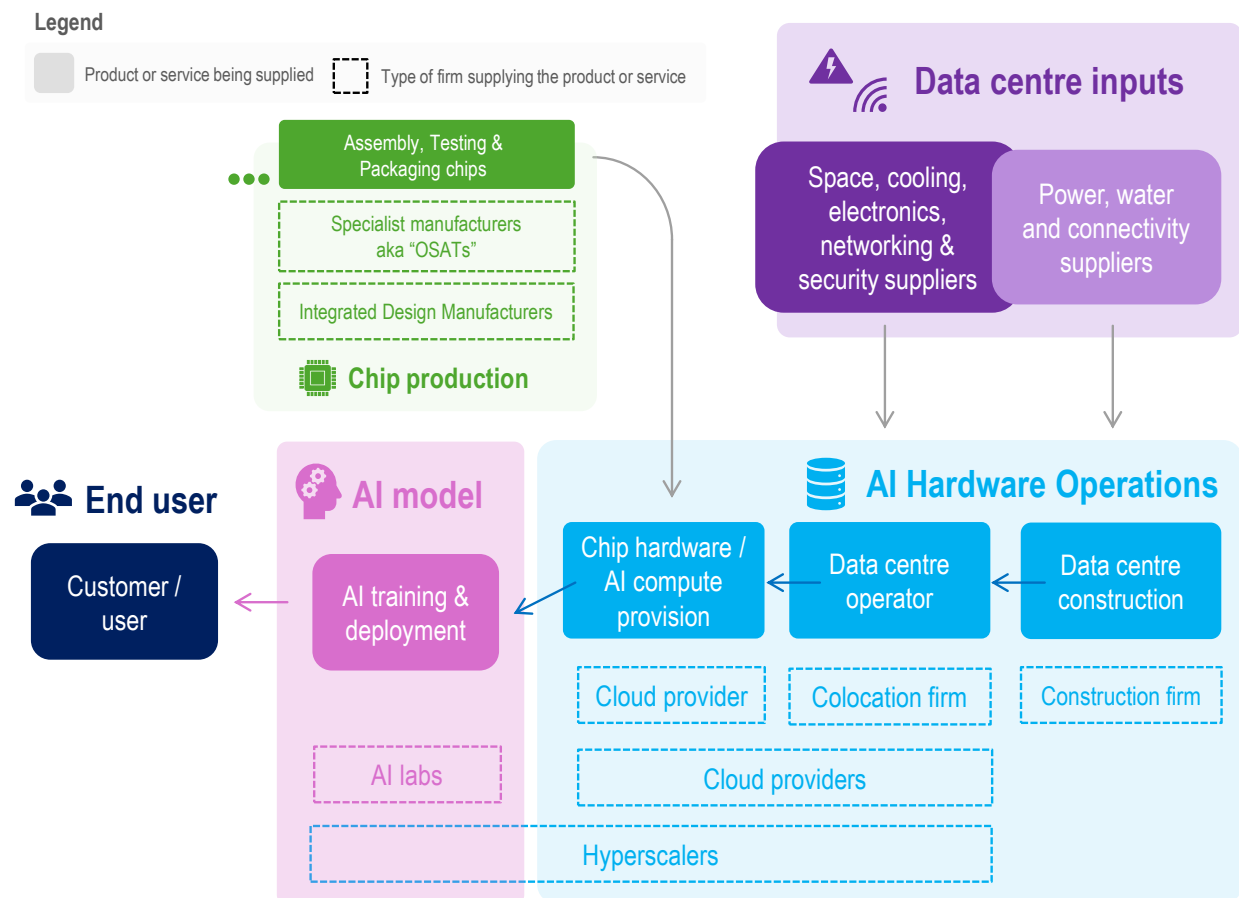 Legend
Product or service being supplied
Type of firm supplying the product or service
Data centre inputs
Space, cooling,
electronics,
networking &
security suppliers
Power, water
and connectivity
suppliers
Assembly, Testing &
Packaging chips
Specialist manufacturers
aka “OSATs”
Integrated Design Manufacturers
Chip production
End user
Customer /
user
AI model
AI training &
deployment
AI labs
AI Hardware Operations
Chip hardware /
AI compute
provision
Data centre
operator
Data centre
construction
Cloud provider
Colocation firm
Construction firm
Cloud providers
Hyperscalers